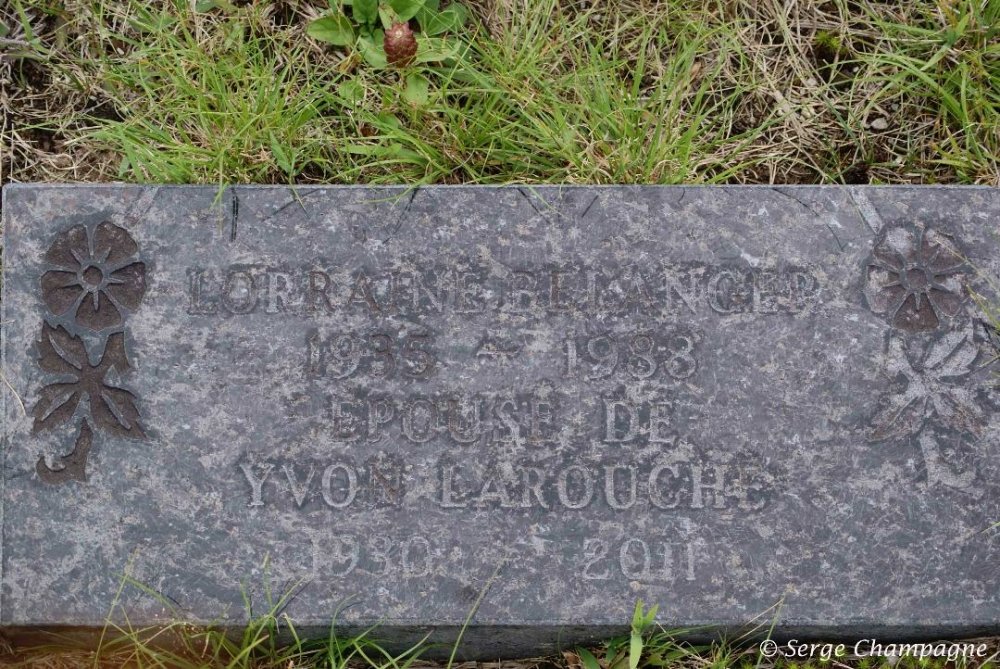 LORRAINE BELANGER
1935 ~ 1983
EPOUSE DE
YVON LAROUCHE
1930 2011
© Serge Champagne